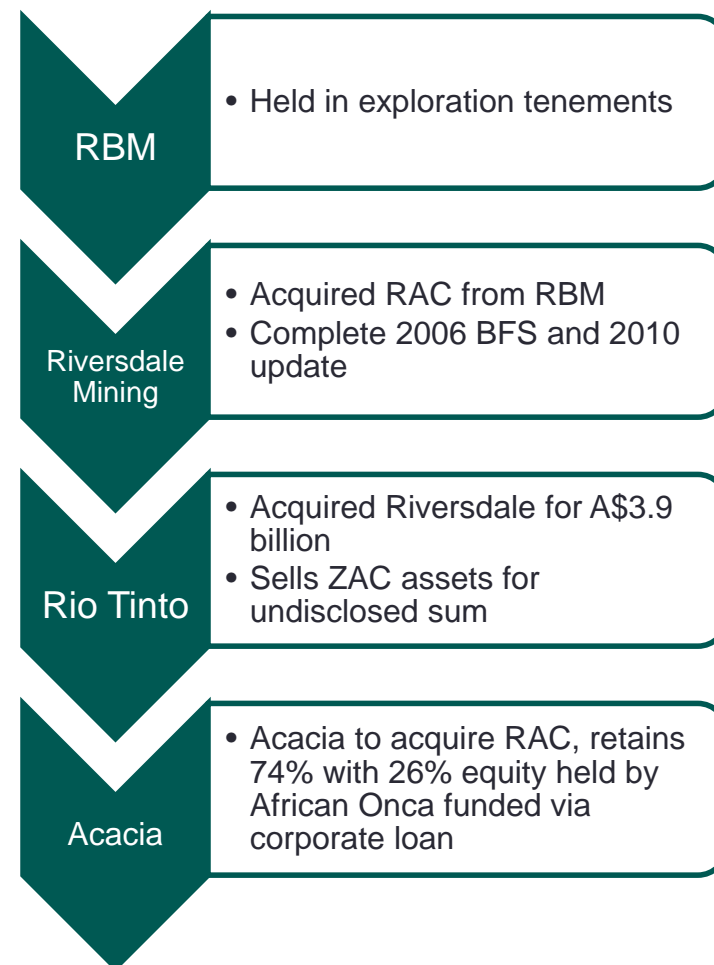 RBM
• Held in exploration tenements
Riversdale
Mining
• Acquired RAC from RBM
• Complete 2006 BFS and 2010
update
Rio Tinto
• Acquired Riversdale for A$3.9
billion
• Sells ZAC assets for
undisclosed sum
Acacia
• Acacia to acquire RAC, retains
74% with 26% equity held by
African Onca funded via
corporate loan